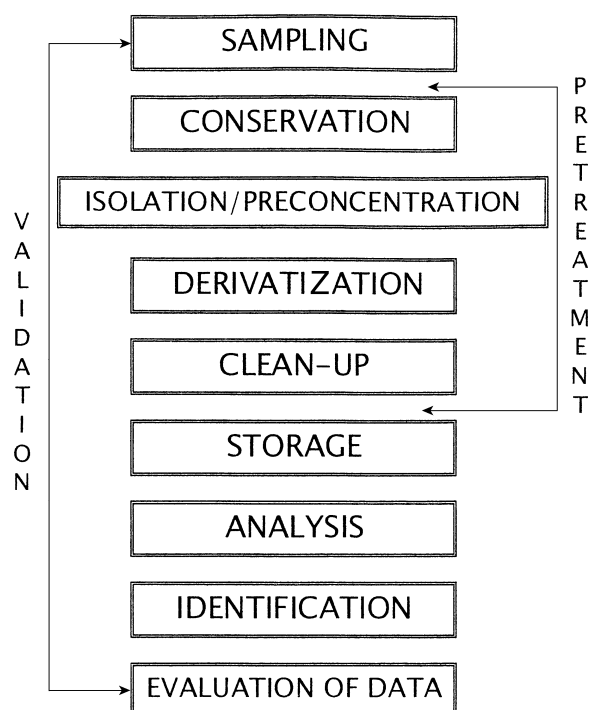 SAMPLING
CONSERVATION
ISOLATION/PRECONCENTRATION
DERIVATIZATION
CLEAN-UP
STORAGE
ANALYSIS
IDENTIFICATION
EVALUATION OF DATA
VALIDATION
PRETREATMENT